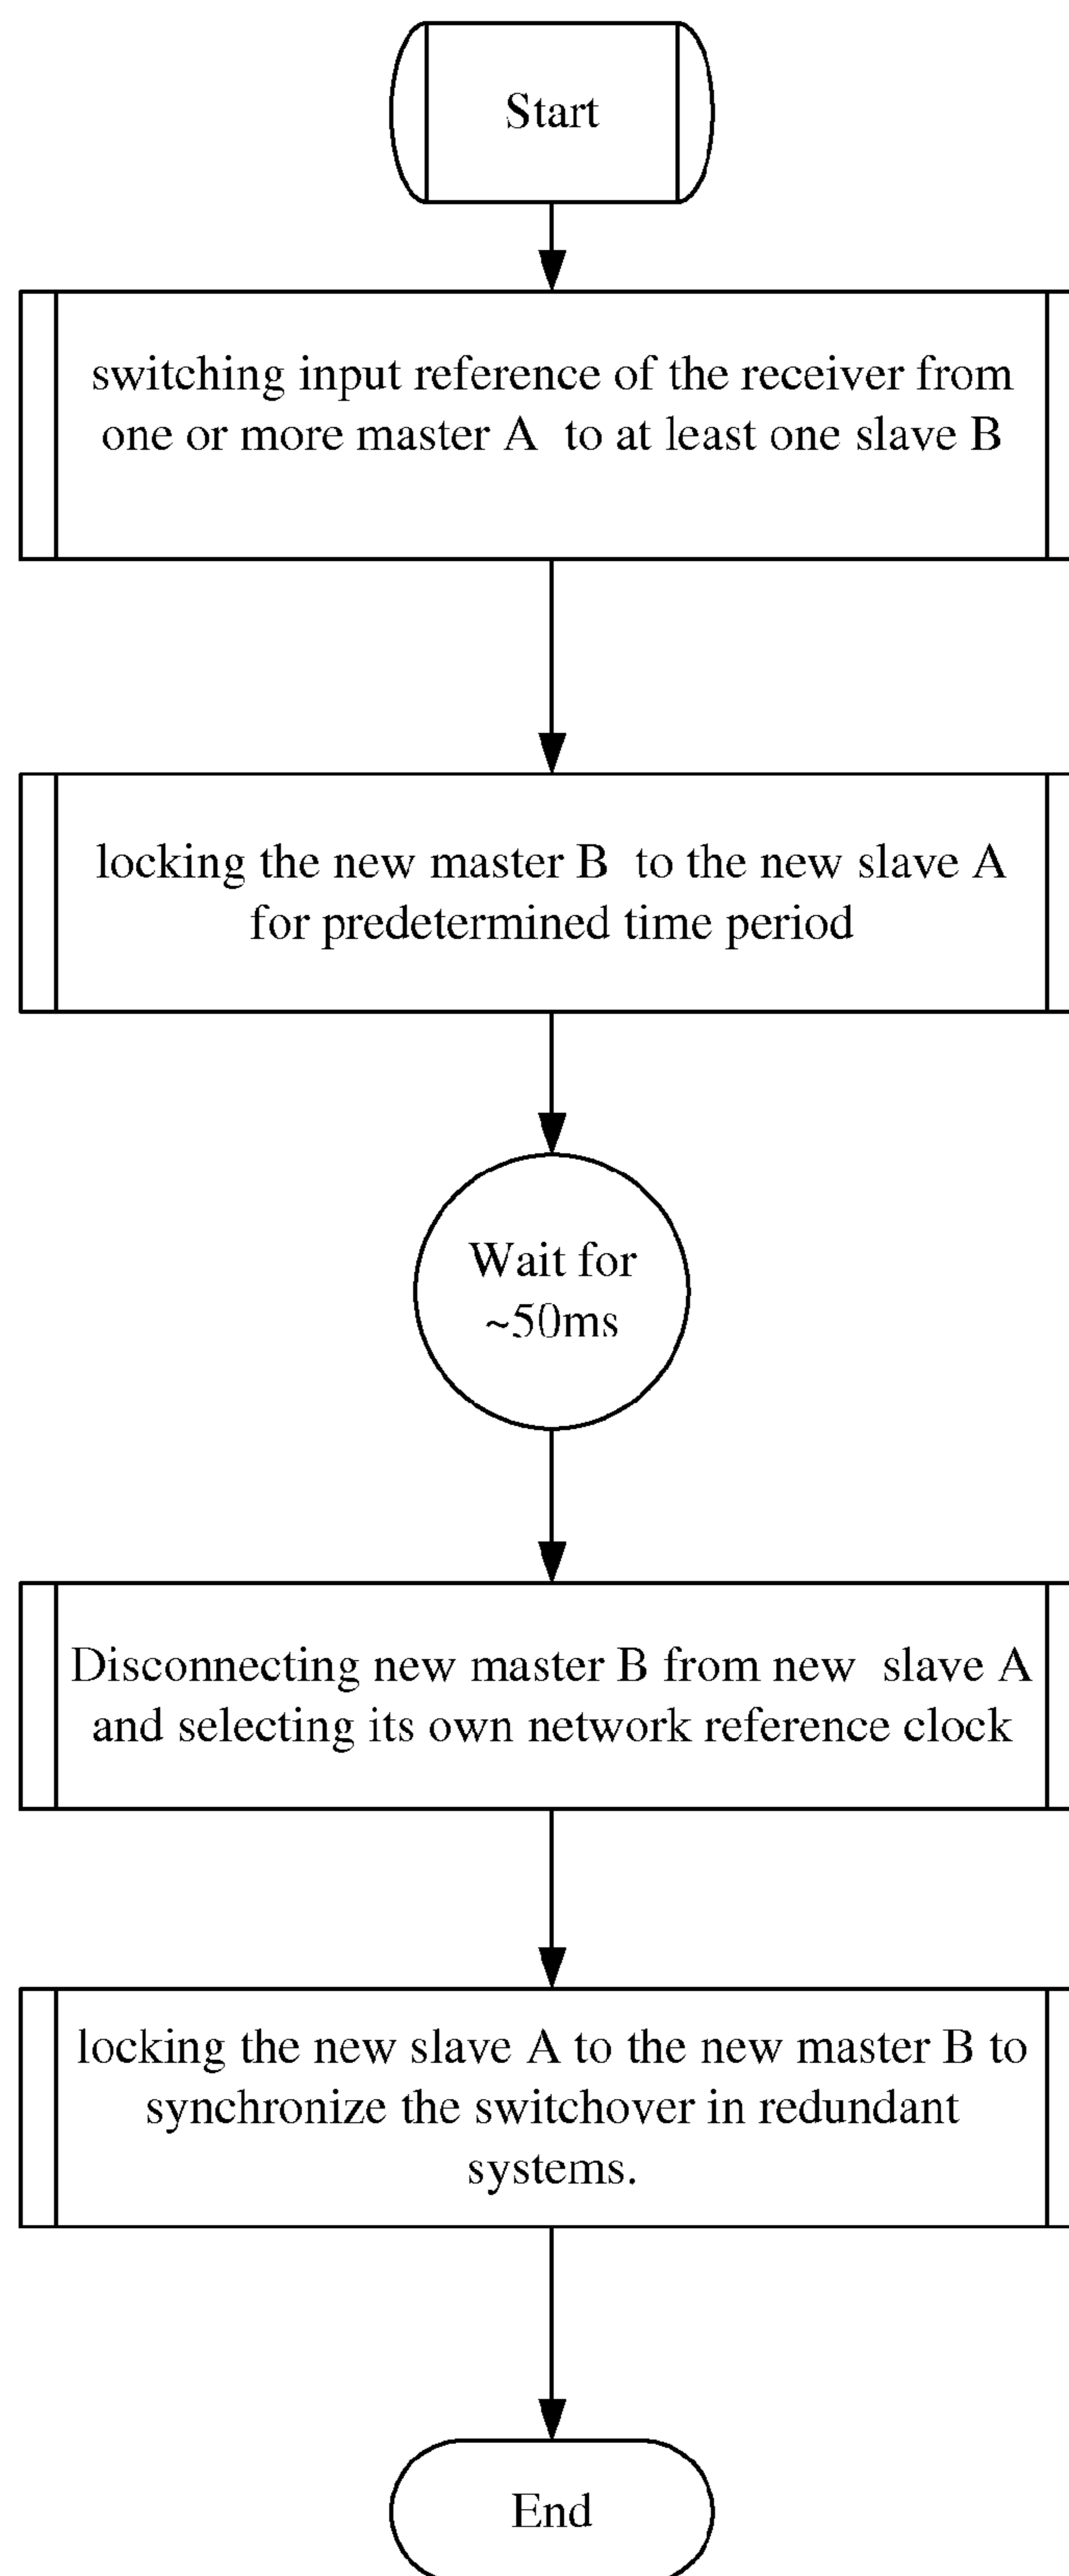 Start
switching input reference of the receiver from
one or more master A to at least one slave B
locking the new master B to the new slave A
for predetermined time period
Wait for
~50ms
Disconnecting new master B from new slave A
and selecting its own network reference clock
locking the new slave A to the new master B to
synchronize the switchover in redundant
systems.
End